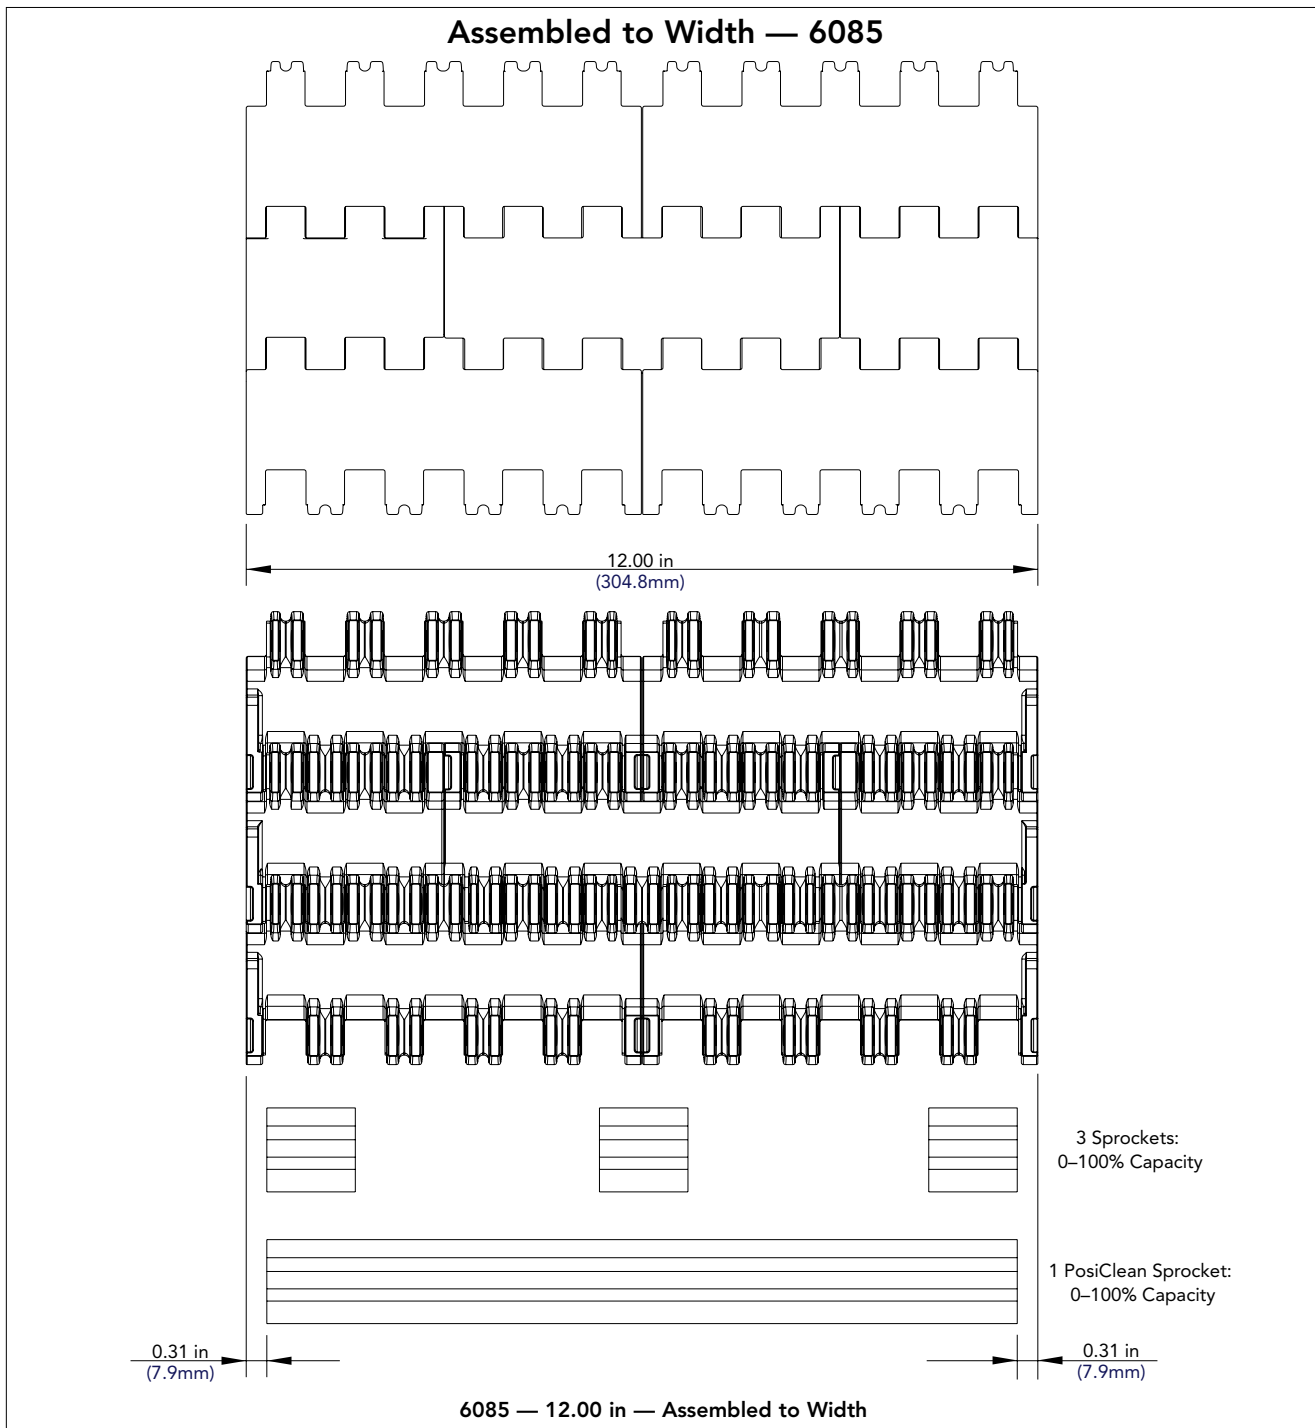 Assembled to Width — 6085
12.00 in
(304.8mm)
3 Sprockets:
0–100% Capacity
1 PosiClean Sprocket:
0–100% Capacity
0.31 in
(7.9mm)
0.31 in
(7.9mm)
6085 — 12.00 in — Assembled to Width